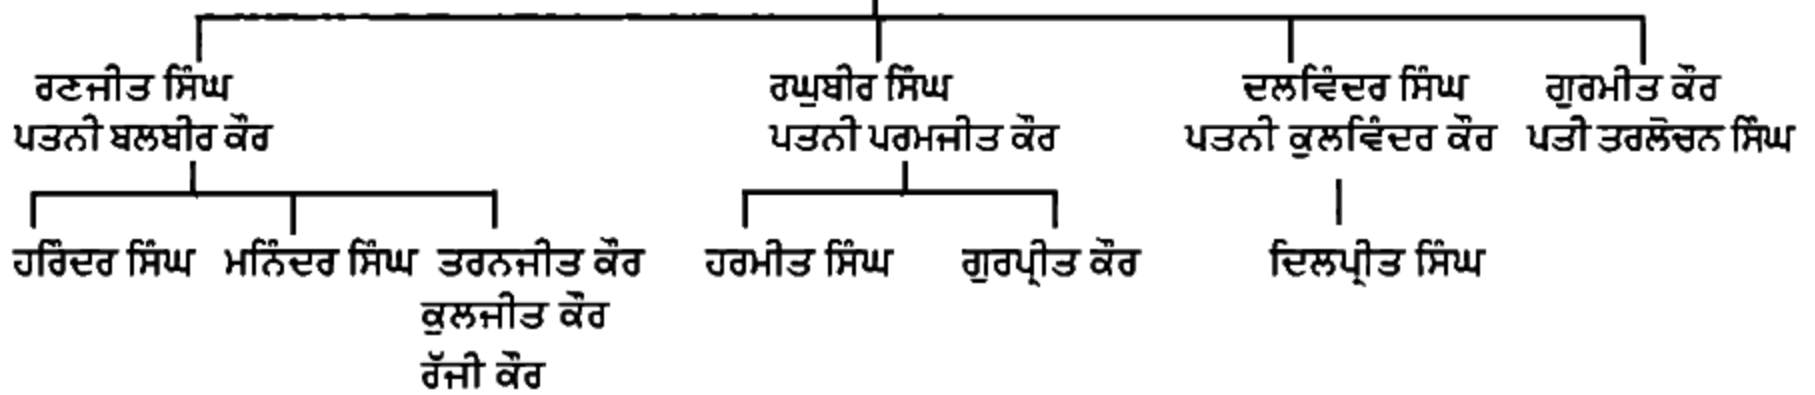 ਰਣਜੀਤ ਸਿੰਘ ਰਘੁਬੀਰ ਸਿੰਘ ਦਲਵਿੰਦਰ ਸਿੰਘ ਗੁਰਮੀਤ ਕੌਰ
ਪਤਨੀ ਬਲਬੀਰ ਕੌਰ ਪਤਨੀ ਪਰਮਜੀਤ ਕੌਰ ਪਤਨੀ ਕੁਲਵਿੰਦਰ ਕੌਰ ਪਤੀ ਤਰਲੋਚਨ ਸਿੰਘ
ਹਰਿੰਦਰ ਸਿੰਘ ਮਨਿੰਦਰ ਸਿੰਘ ਤਰਨਜੀਤ ਕੌਰ ਹਰਮੀਤ ਸਿੰਘ ਗੁਰਪ੍ਰੀਤ ਕੌਰ ਦਿਲਪ੍ਰੀਤ ਸਿੰਘ
ਕੁਲਜੀਤ ਕੌਰ
ਰੱਜੀ ਕੌਰ